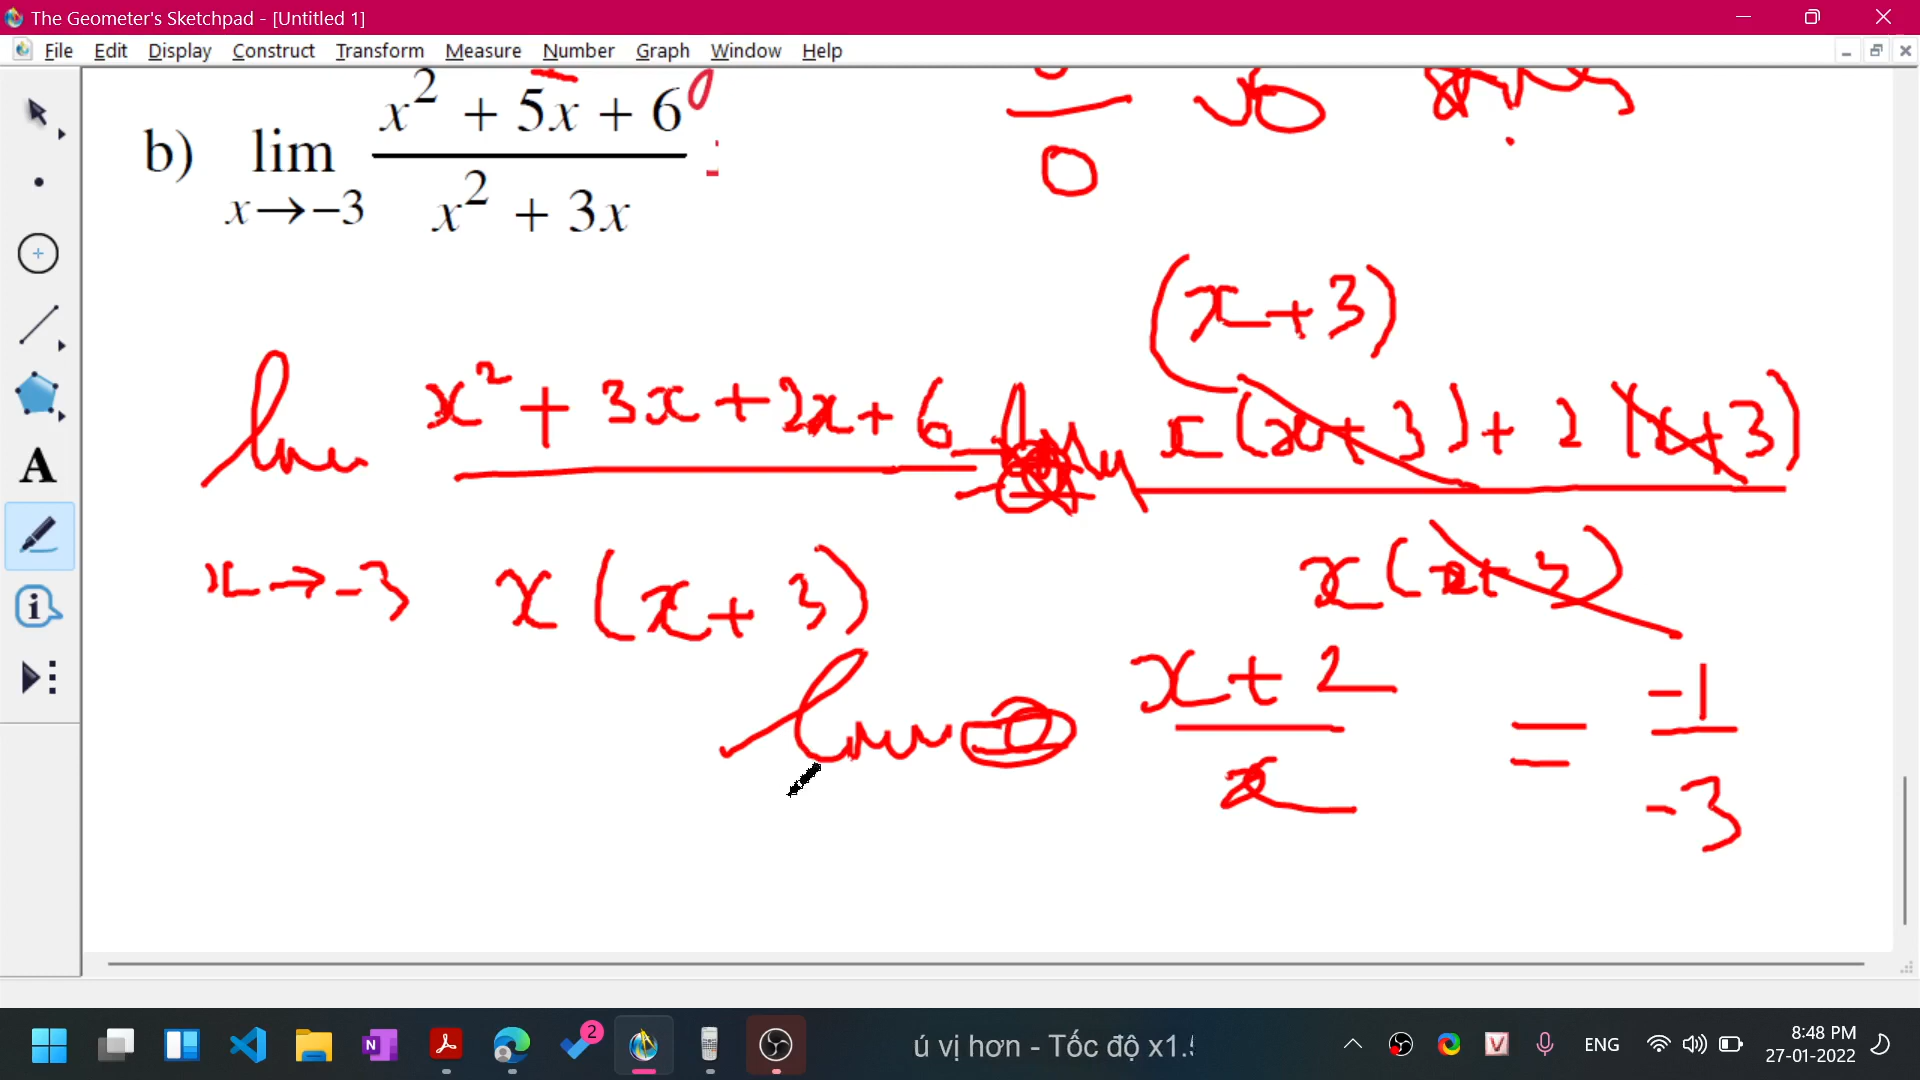 The Geometer's Sketchpad - [Untitled 1]
File Edit Display Construct Transform Measure Number Graph Window Help
b) lim x→-3 (x² + 5x + 6)/(x² + 3x)
0
0
(x+3)
lim x→-3 (x² + 3x + 2x + 6)/(x(x+3))
(x(x+3) + 2(x+3))/(x(x+3))
lim (x+2)/x = -1/-3
A
2
ú vị hơn - Tốc độ x1.5
ENG
8:48 PM
27-01-2022